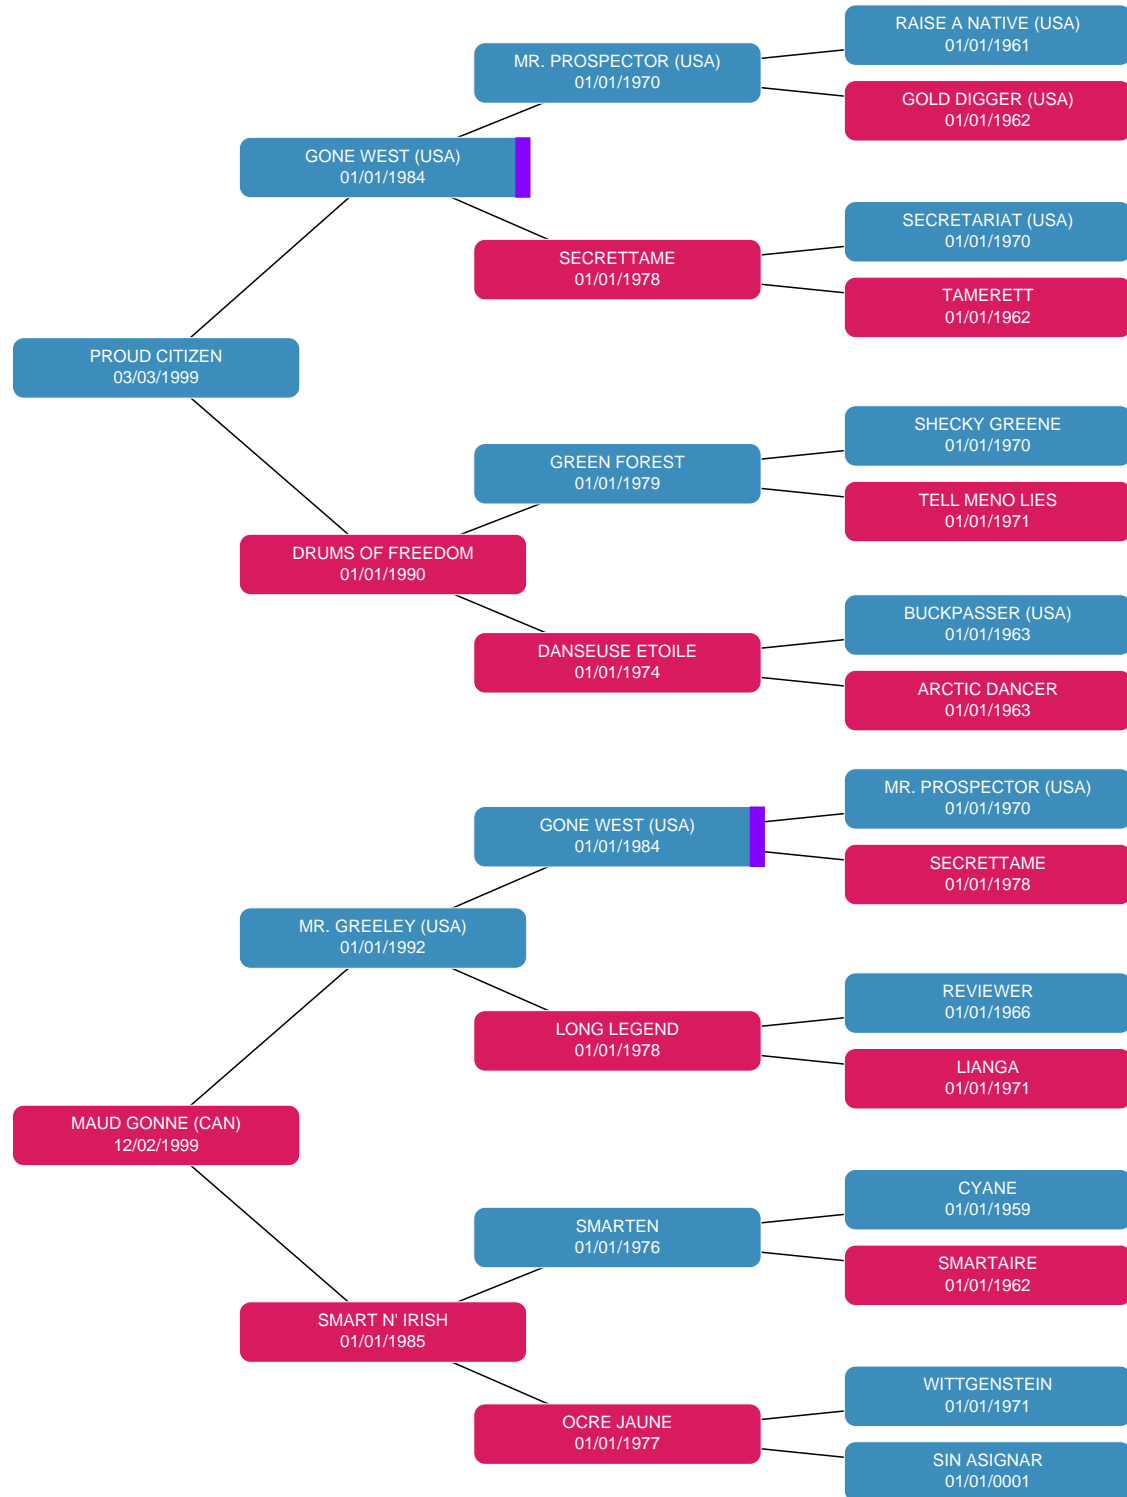 RAISE A NATIVE (USA)
01/01/1961
MR. PROSPECTOR (USA)
01/01/1970
GOLD DIGGER (USA)
01/01/1962
GONE WEST (USA)
01/01/1984
SECRETARIAT (USA)
01/01/1970
SECRETTAME
01/01/1978
TAMERETT
01/01/1962
PROUD CITIZEN
03/03/1999
SHECKY GREENE
01/01/1970
GREEN FOREST
01/01/1979
TELL MENO LIES
01/01/1971
DRUMS OF FREEDOM
01/01/1990
BUCKPASSER (USA)
01/01/1963
DANSEUSE ETOILE
01/01/1974
ARCTIC DANCER
01/01/1963
MR. PROSPECTOR (USA)
01/01/1970
GONE WEST (USA)
01/01/1984
SECRETTAME
01/01/1978
MR. GREELEY (USA)
01/01/1992
REVIEWER
01/01/1966
LONG LEGEND
01/01/1978
LIANGA
01/01/1971
MAUD GONNE (CAN)
12/02/1999
CYANE
01/01/1959
SMARTEN
01/01/1976
SMARTAIRE
01/01/1962
SMART N' IRISH
01/01/1985
WITTGENSTEIN
01/01/1971
OCRE JAUNE
01/01/1977
SIN ASIGNAR
01/01/0001